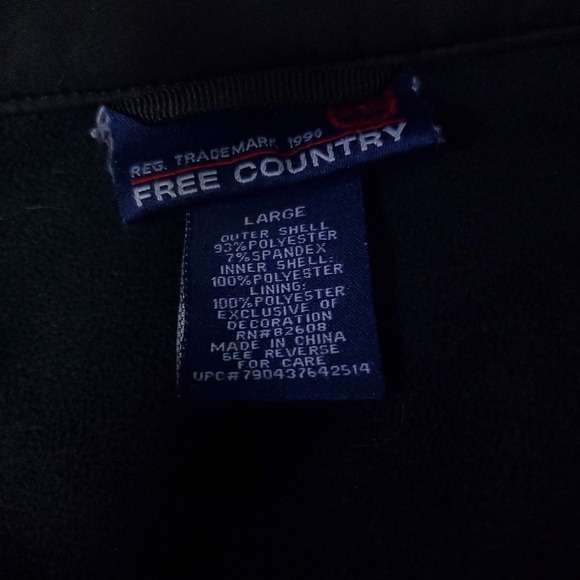 REG. TRADEMARK 1990
FREE COUNTRY
LARGE
OUTER SHELL
93%POLYESTER
7%SPANDEX
INNER SHELL:
100%POLYESTER
LINING:
100%POLYESTER
EXCLUSIVE OF
DECORATION
RN#82608
MADE IN CHINA
SEE REVERSE
FOR CARE
UPC#790437642514